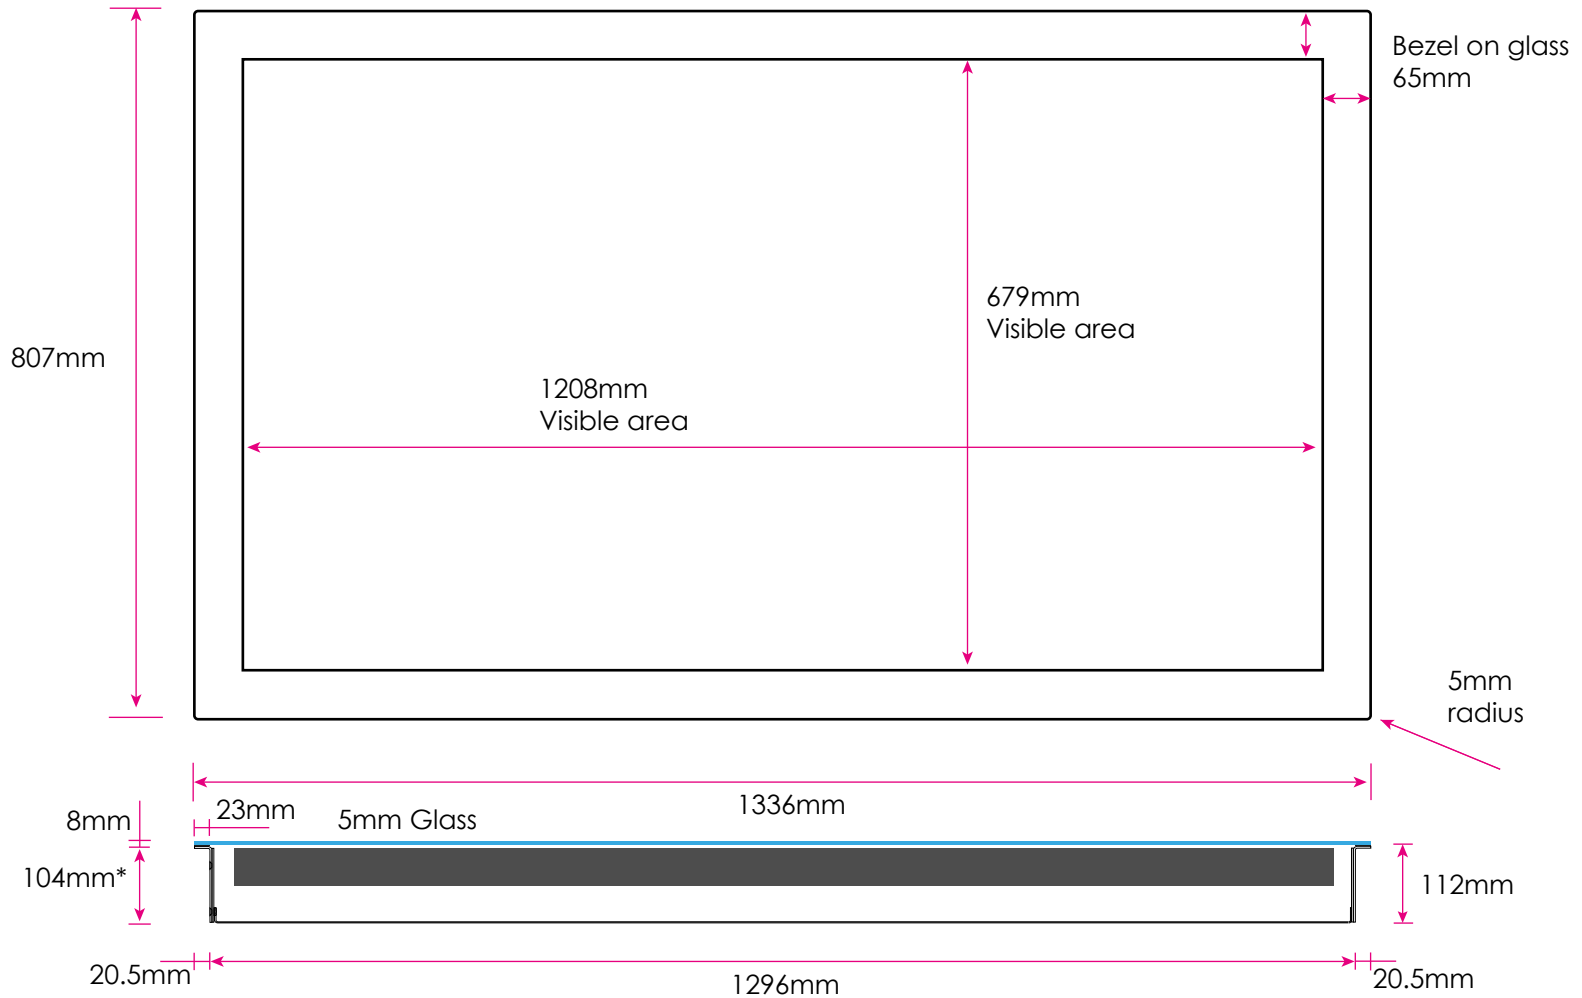 Bezel on glass
65mm
679mm
Visible area
807mm
1208mm
Visible area
5mm
radius
1336mm
23mm
5mm Glass
8mm
104mm*
112mm
20.5mm
1296mm
20.5mm